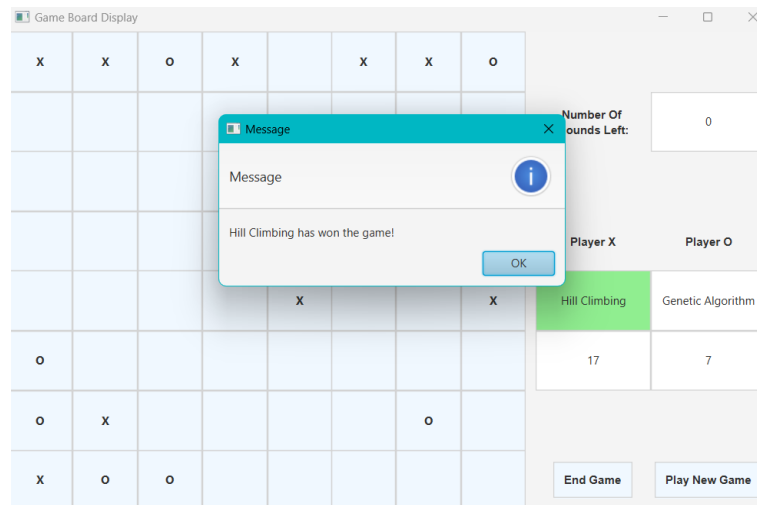 Game Board Display
X X O X X X O
Message
Number Of
ounds Left:
0
Message
Hill Climbing has won the game!
OK
Player X Player O
X X
Hill Climbing Genetic Algorithm
O
17 7
O X O
X O O
End Game Play New Game